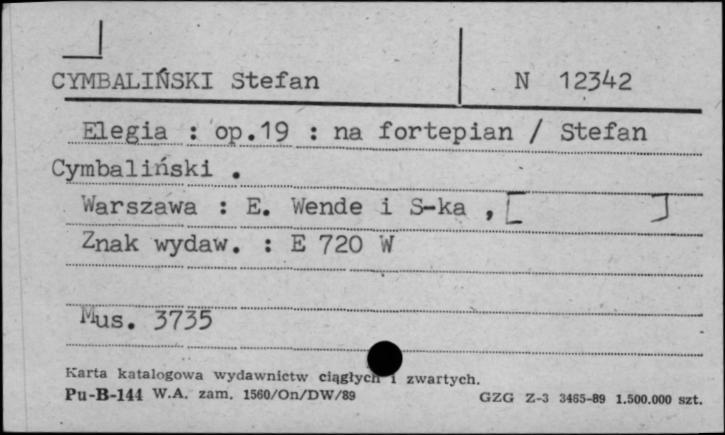 CYMBALIŃSKI Stefan N 12342
Elegia : op.19 : na fortepian / Stefan
Cymbaliński .
Warszawa : E. Wende i S-ka , [ ]
Znak wydaw. : E 720 W
Mus. 3735
Karta katalogowa wydawnictw ciągłych i zwartych.
Pu-B-144 W.A. zam. 1560/On/DW/89 GZG Z-3 3465-89 1.500.000 szt.